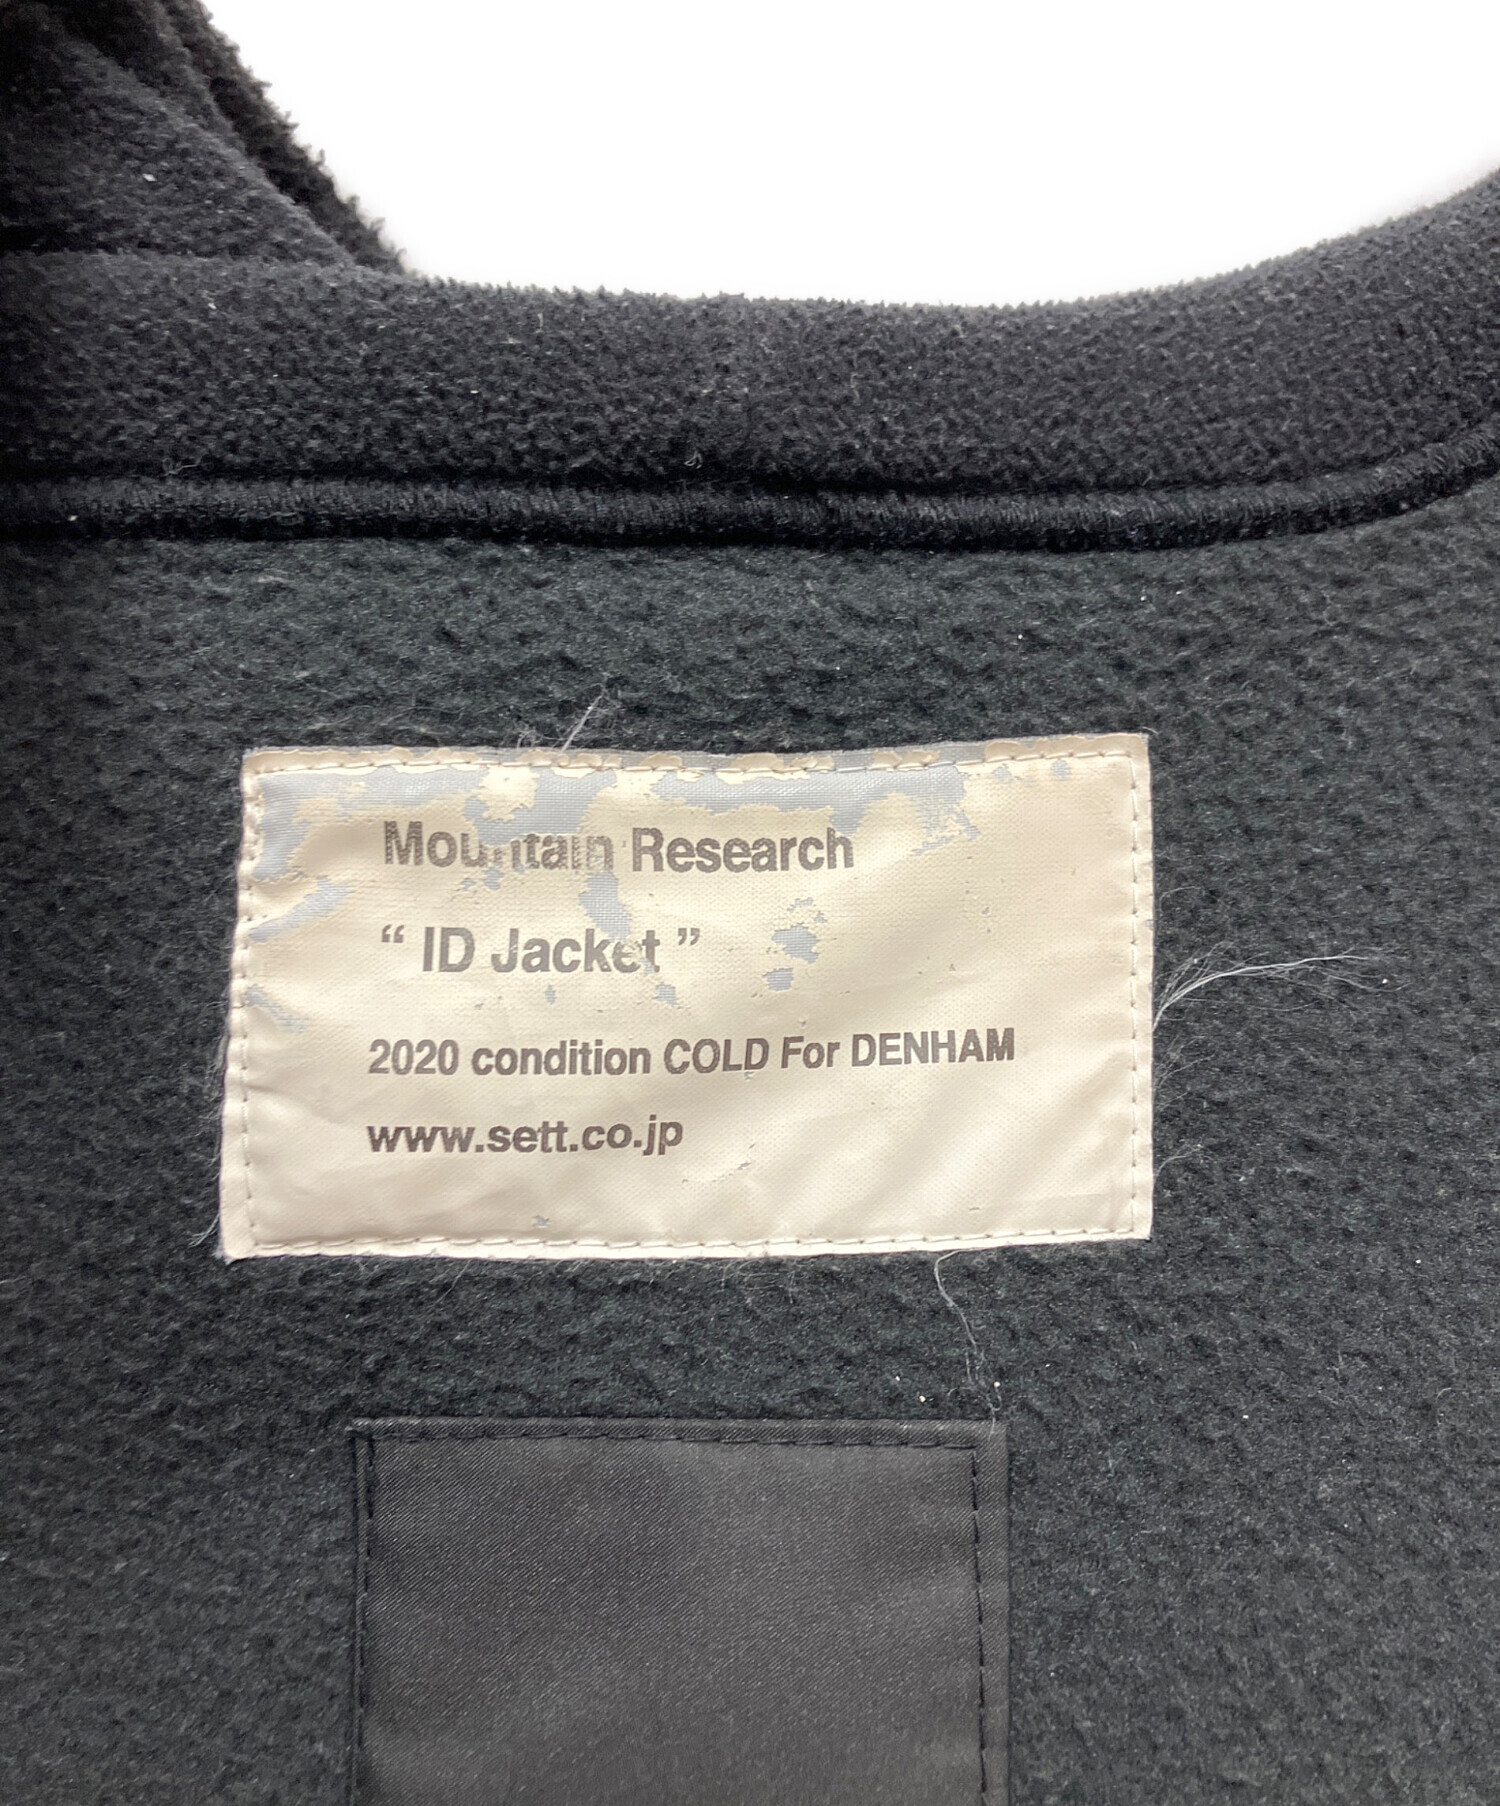 Mountain Research
“ ID Jacket ”
2020 condition COLD For DENHAM
www.sett.co.jp